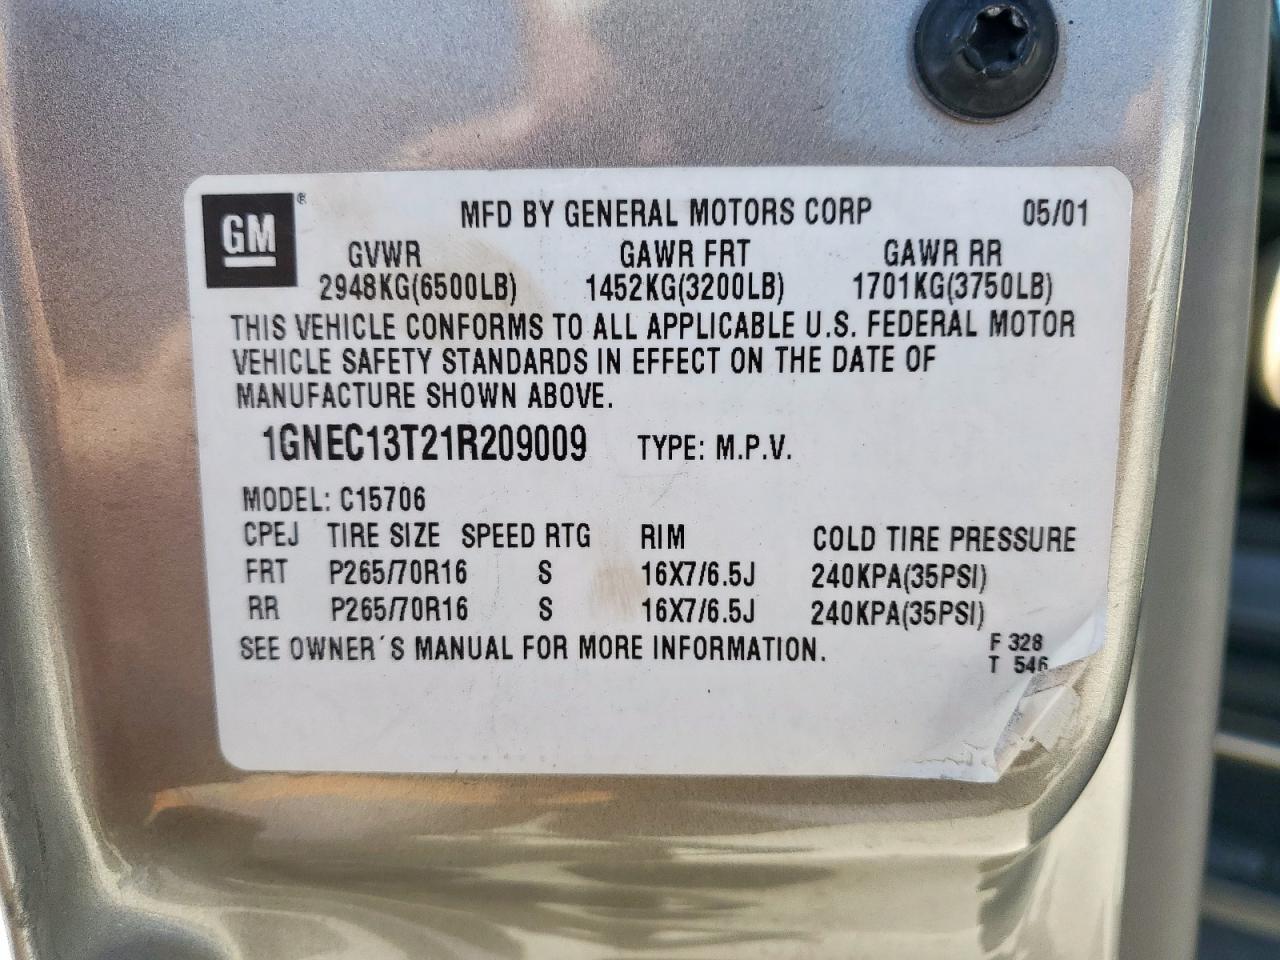 GM®
MFD BY GENERAL MOTORS CORP 05/01
GVWR GAWR FRT GAWR RR
2948KG(6500LB) 1452KG(3200LB) 1701KG(3750LB)
THIS VEHICLE CONFORMS TO ALL APPLICABLE U.S. FEDERAL MOTOR
VEHICLE SAFETY STANDARDS IN EFFECT ON THE DATE OF
MANUFACTURE SHOWN ABOVE.
1GNEC13T21R209009 TYPE: M.P.V.
MODEL: C15706
CPEJ TIRE SIZE SPEED RTG RIM COLD TIRE PRESSURE
FRT P265/70R16 S 16X7/6.5J 240KPA(35PSI)
RR P265/70R16 S 16X7/6.5J 240KPA(35PSI)
SEE OWNER´S MANUAL FOR MORE INFORMATION. F 328
T 546